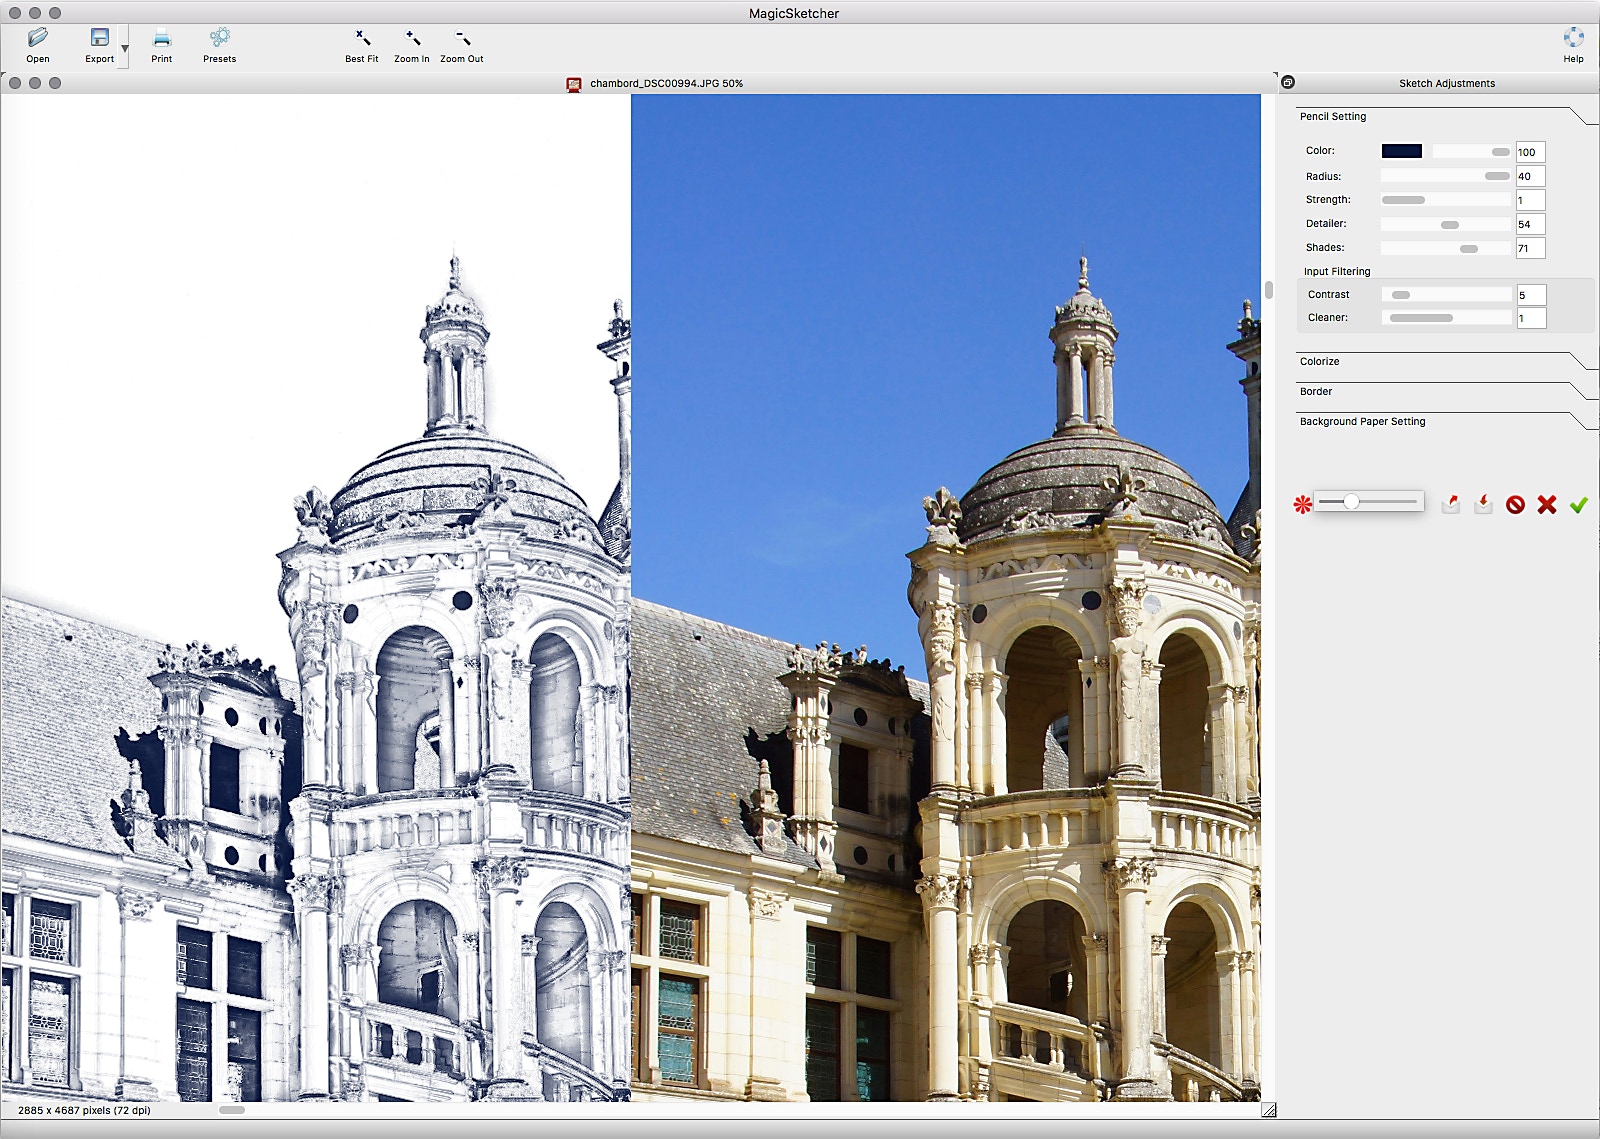 MagicSketcher
Open
Export
Print
Presets
Best Fit
Zoom In
Zoom Out
Help
chambord_DSC00994.JPG 50%
Sketch Adjustments
Pencil Setting
Color: 100
Radius: 40
Strength: 1
Detailer: 54
Shades: 71
Input Filtering
Contrast 5
Cleaner: 1
Colorize
Border
Background Paper Setting
2885 x 4687 pixels (72 dpi)